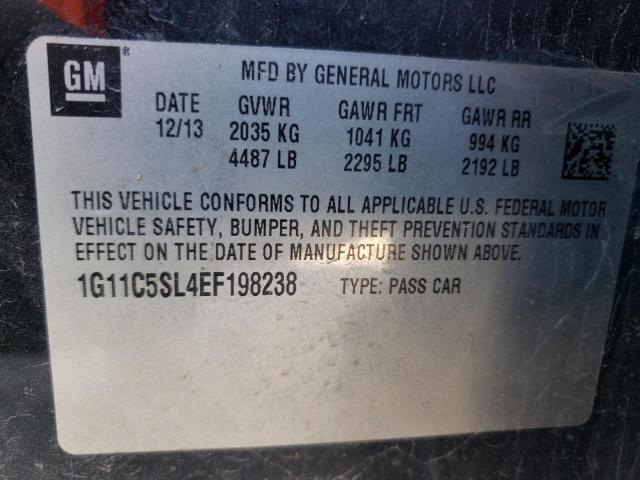 GM ®
MFD BY GENERAL MOTORS LLC
DATE GVWR GAWR FRT GAWR RR
12/13 2035 KG 1041 KG 994 KG
4487 LB 2295 LB 2192 LB
THIS VEHICLE CONFORMS TO ALL APPLICABLE U.S. FEDERAL MOTOR
VEHICLE SAFETY, BUMPER, AND THEFT PREVENTION STANDARDS IN
EFFECT ON THE DATE OF MANUFACTURE SHOWN ABOVE.
1G11C5SL4EF198238 TYPE: PASS CAR